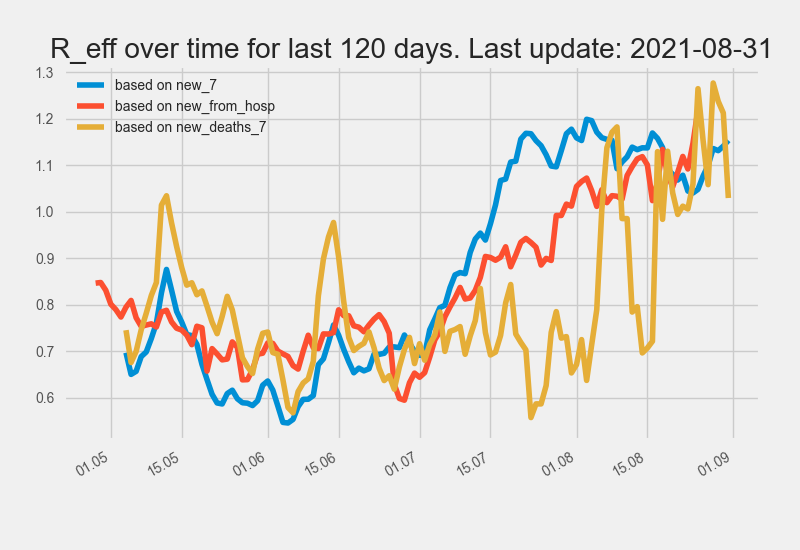 R_eff over time for last 120 days. Last update: 2021-08-31
1.3
based on new_7
based on new_from_hosp
based on new_deaths_7
1.2
1.1
1.0
0.9
0.8
0.7
0.6
01.05 15.05 01.06 15.06 01.07 15.07 01.08 15.08 01.09